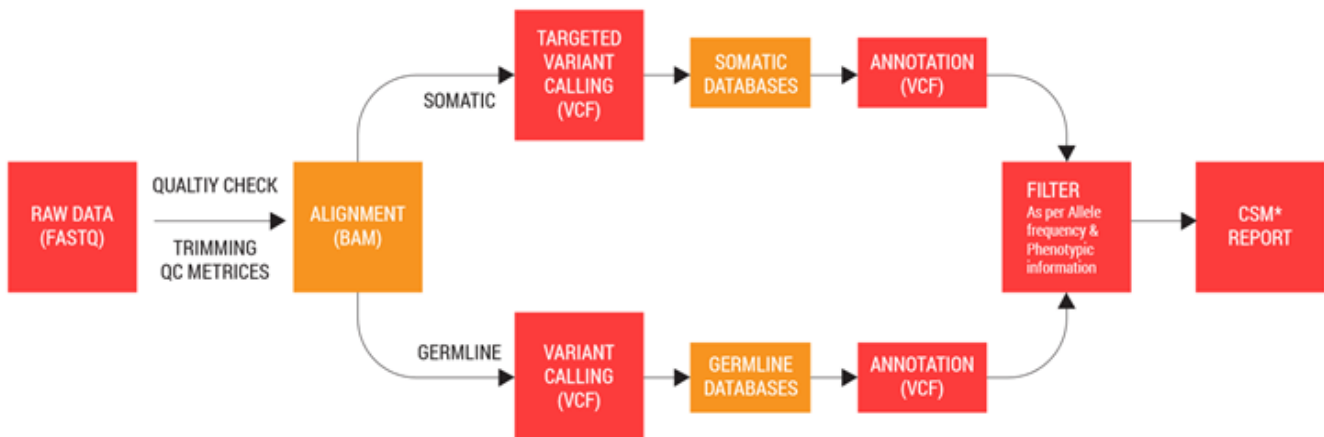 RAW DATA
(FASTQ)
QUALTIY CHECK
TRIMMING
QC METRICES
ALIGNMENT
(BAM)
SOMATIC
TARGETED
VARIANT
CALLING
(VCF)
SOMATIC
DATABASES
ANNOTATION
(VCF)
GERMLINE
VARIANT
CALLING
(VCF)
GERMLINE
DATABASES
ANNOTATION
(VCF)
FILTER
As per Allele
frequency &
Phenotypic
information
CSM*
REPORT